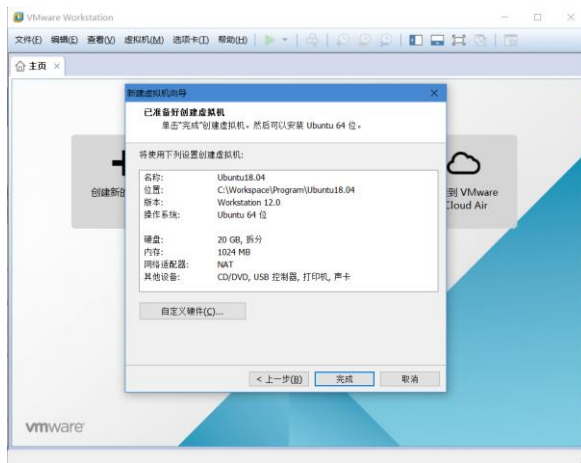 VMware Workstation
文件(F) 编辑(E) 查看(V) 虚拟机(M) 选项卡(T) 帮助(H)
主页
新建虚拟机向导
已准备好创建虚拟机
单击"完成"创建虚拟机。然后可以安装 Ubuntu 64 位。
将使用下列设置创建虚拟机:
名称: Ubuntu18.04
位置: C:\Workspace\Program\Ubuntu18.04
版本: Workstation 12.0
操作系统: Ubuntu 64 位
硬盘: 20 GB, 拆分
内存: 1024 MB
网络适配器: NAT
其他设备: CD/DVD, USB 控制器, 打印机, 声卡
创建新的
到 VMware
Cloud Air
自定义硬件(C)...
< 上一步(B) 完成 取消
vmware